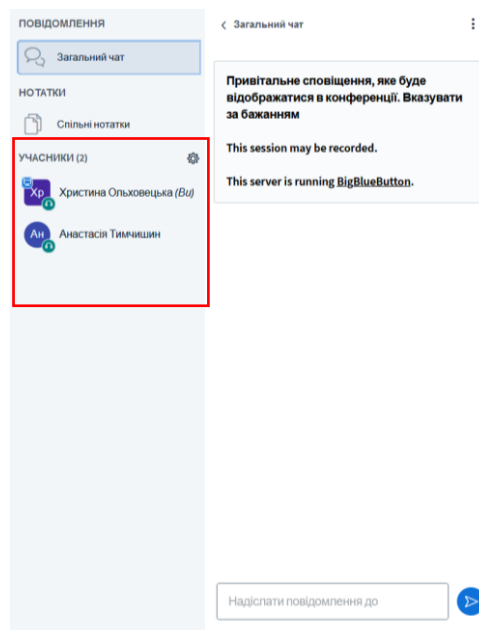 ПОВІДОМЛЕННЯ
Загальний чат
НОТАТКИ
Спільні нотатки
УЧАСНИКИ (2)
Хр
Христина Ольховецька (Ви)
Ан
Анастасія Тимчишин
Загальний чат
Привітальне сповіщення, яке буде
відображатися в конференції. Вказувати
за бажанням
This session may be recorded.
This server is running BigBlueButton.
Надіслати повідомлення до